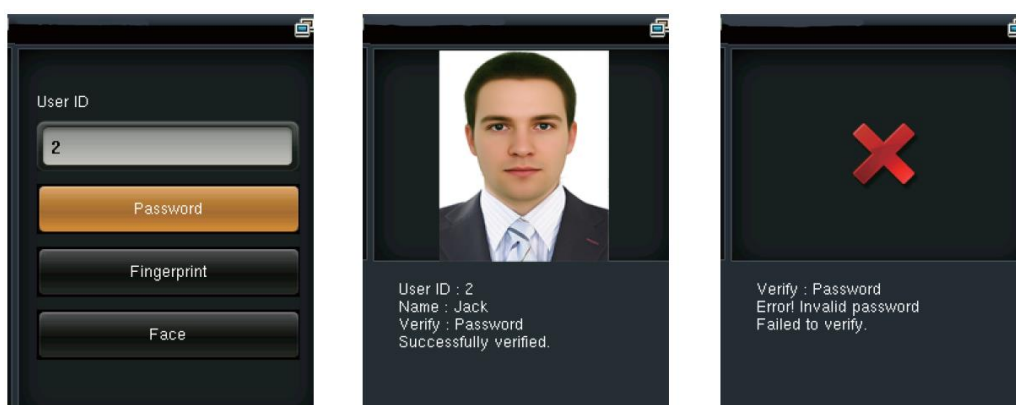 User ID
2
Password
Fingerprint
Face
User ID : 2
Name : Jack
Verify : Password
Successfully verified.
Verify : Password
Error! Invalid password
Failed to verify.